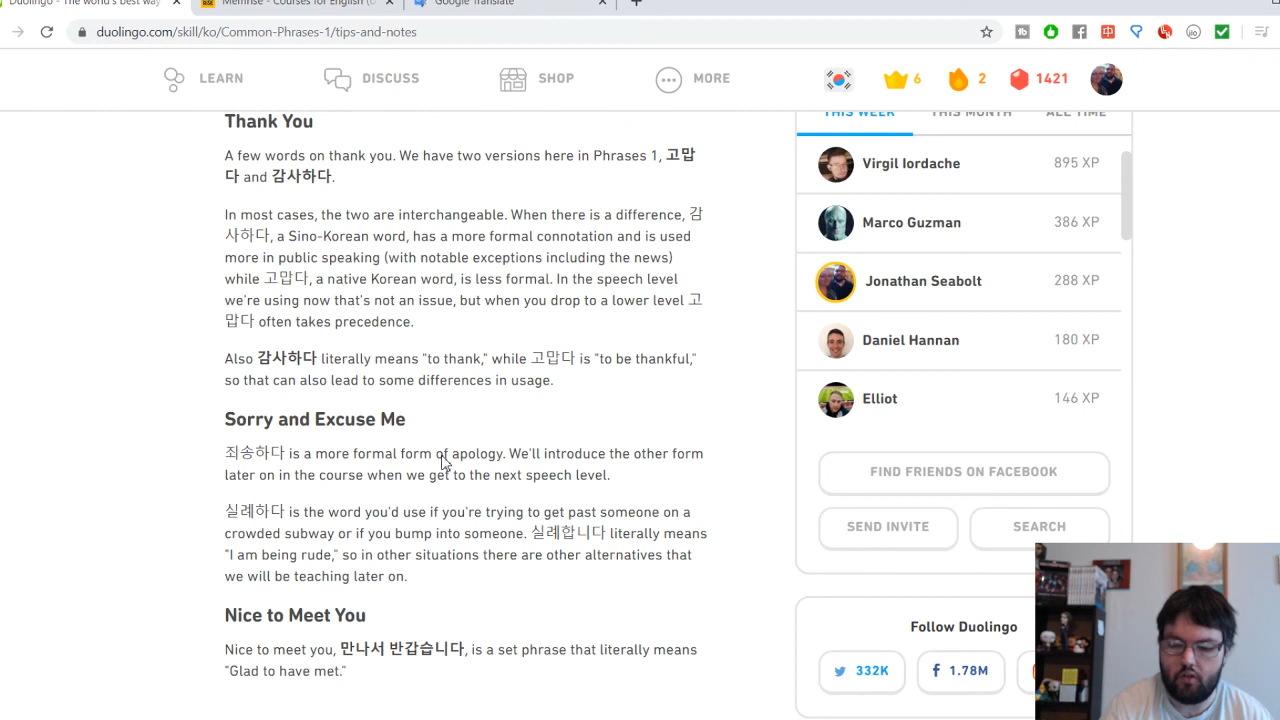 Duolingo - The world's best way
Memrise - Courses for English (
Google Translate
duolingo.com/skill/ko/Common-Phrases-1/tips-and-notes
LEARN
DISCUSS
SHOP
MORE
6
2
1421
Thank You
A few words on thank you. We have two versions here in Phrases 1, 고맙
다 and 감사하다.
In most cases, the two are interchangeable. When there is a difference, 감
사하다, a Sino-Korean word, has a more formal connotation and is used
more in public speaking (with notable exceptions including the news)
while 고맙다, a native Korean word, is less formal. In the speech level
we're using now that's not an issue, but when you drop to a lower level 고
맙다 often takes precedence.
Also 감사하다 literally means "to thank," while 고맙다 is "to be thankful,"
so that can also lead to some differences in usage.
Sorry and Excuse Me
죄송하다 is a more formal form of apology. We'll introduce the other form
later on in the course when we get to the next speech level.
실례하다 is the word you'd use if you're trying to get past someone on a
crowded subway or if you bump into someone. 실례합니다 literally means
"I am being rude," so in other situations there are other alternatives that
we will be teaching later on.
Nice to Meet You
Nice to meet you, 만나서 반갑습니다, is a set phrase that literally means
"Glad to have met."
THIS WEEK
THIS MONTH
ALL TIME
Virgil Iordache
895 XP
Marco Guzman
386 XP
Jonathan Seabolt
288 XP
Daniel Hannan
180 XP
Elliot
146 XP
FIND FRIENDS ON FACEBOOK
SEND INVITE
SEARCH
Follow Duolingo
332K
1.78M